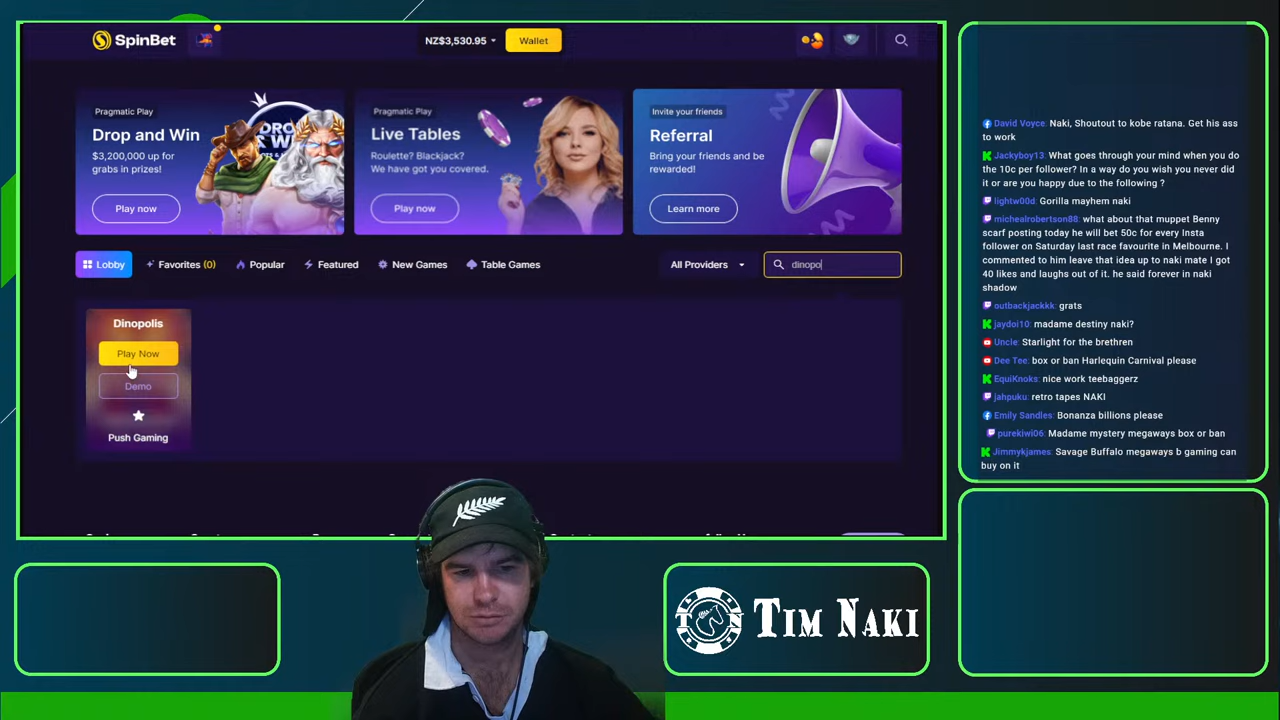 SpinBet
NZ$3,530.95
Wallet
Pragmatic Play
Drop and Win
$3,200,000 up for
grabs in prizes!
Play now
Pragmatic Play
Live Tables
Roulette? Blackjack?
We have got you covered.
Play now
Invite your friends
Referral
Bring your friends and be
rewarded!
Learn more
Lobby
Favorites (0)
Popular
Featured
New Games
Table Games
All Providers
dinopo
Dinopolis
Play Now
Demo
Push Gaming
David Voyce: Naki, Shoutout to kobe ratana. Get his ass
to work
Jackyboy13: What goes through your mind when you do
the 10c per follower? In a way do you wish you never did
it or are you happy due to the following ?
lightw00d: Gorilla mayhem naki
michealrobertson88: what about that muppet Benny
scarf posting today he will bet 50c for every Insta
follower on Saturday last race favourite in Melbourne. I
commented to him leave that idea up to naki mate I got
40 likes and laughs out of it. he said forever in naki
shadow
outbackjackkk: grats
jaydoi10: madame destiny naki?
Uncle: Starlight for the brethren
Dee Tee: box or ban Harlequin Carnival please
EquiKnoks: nice work teebaggerz
jahpuku: retro tapes NAKI
Emily Sandles: Bonanza billions please
purekiwi06: Madame mystery megaways box or ban
Jimmykjames: Savage Buffalo megaways b gaming can
buy on it
TIM NAKI